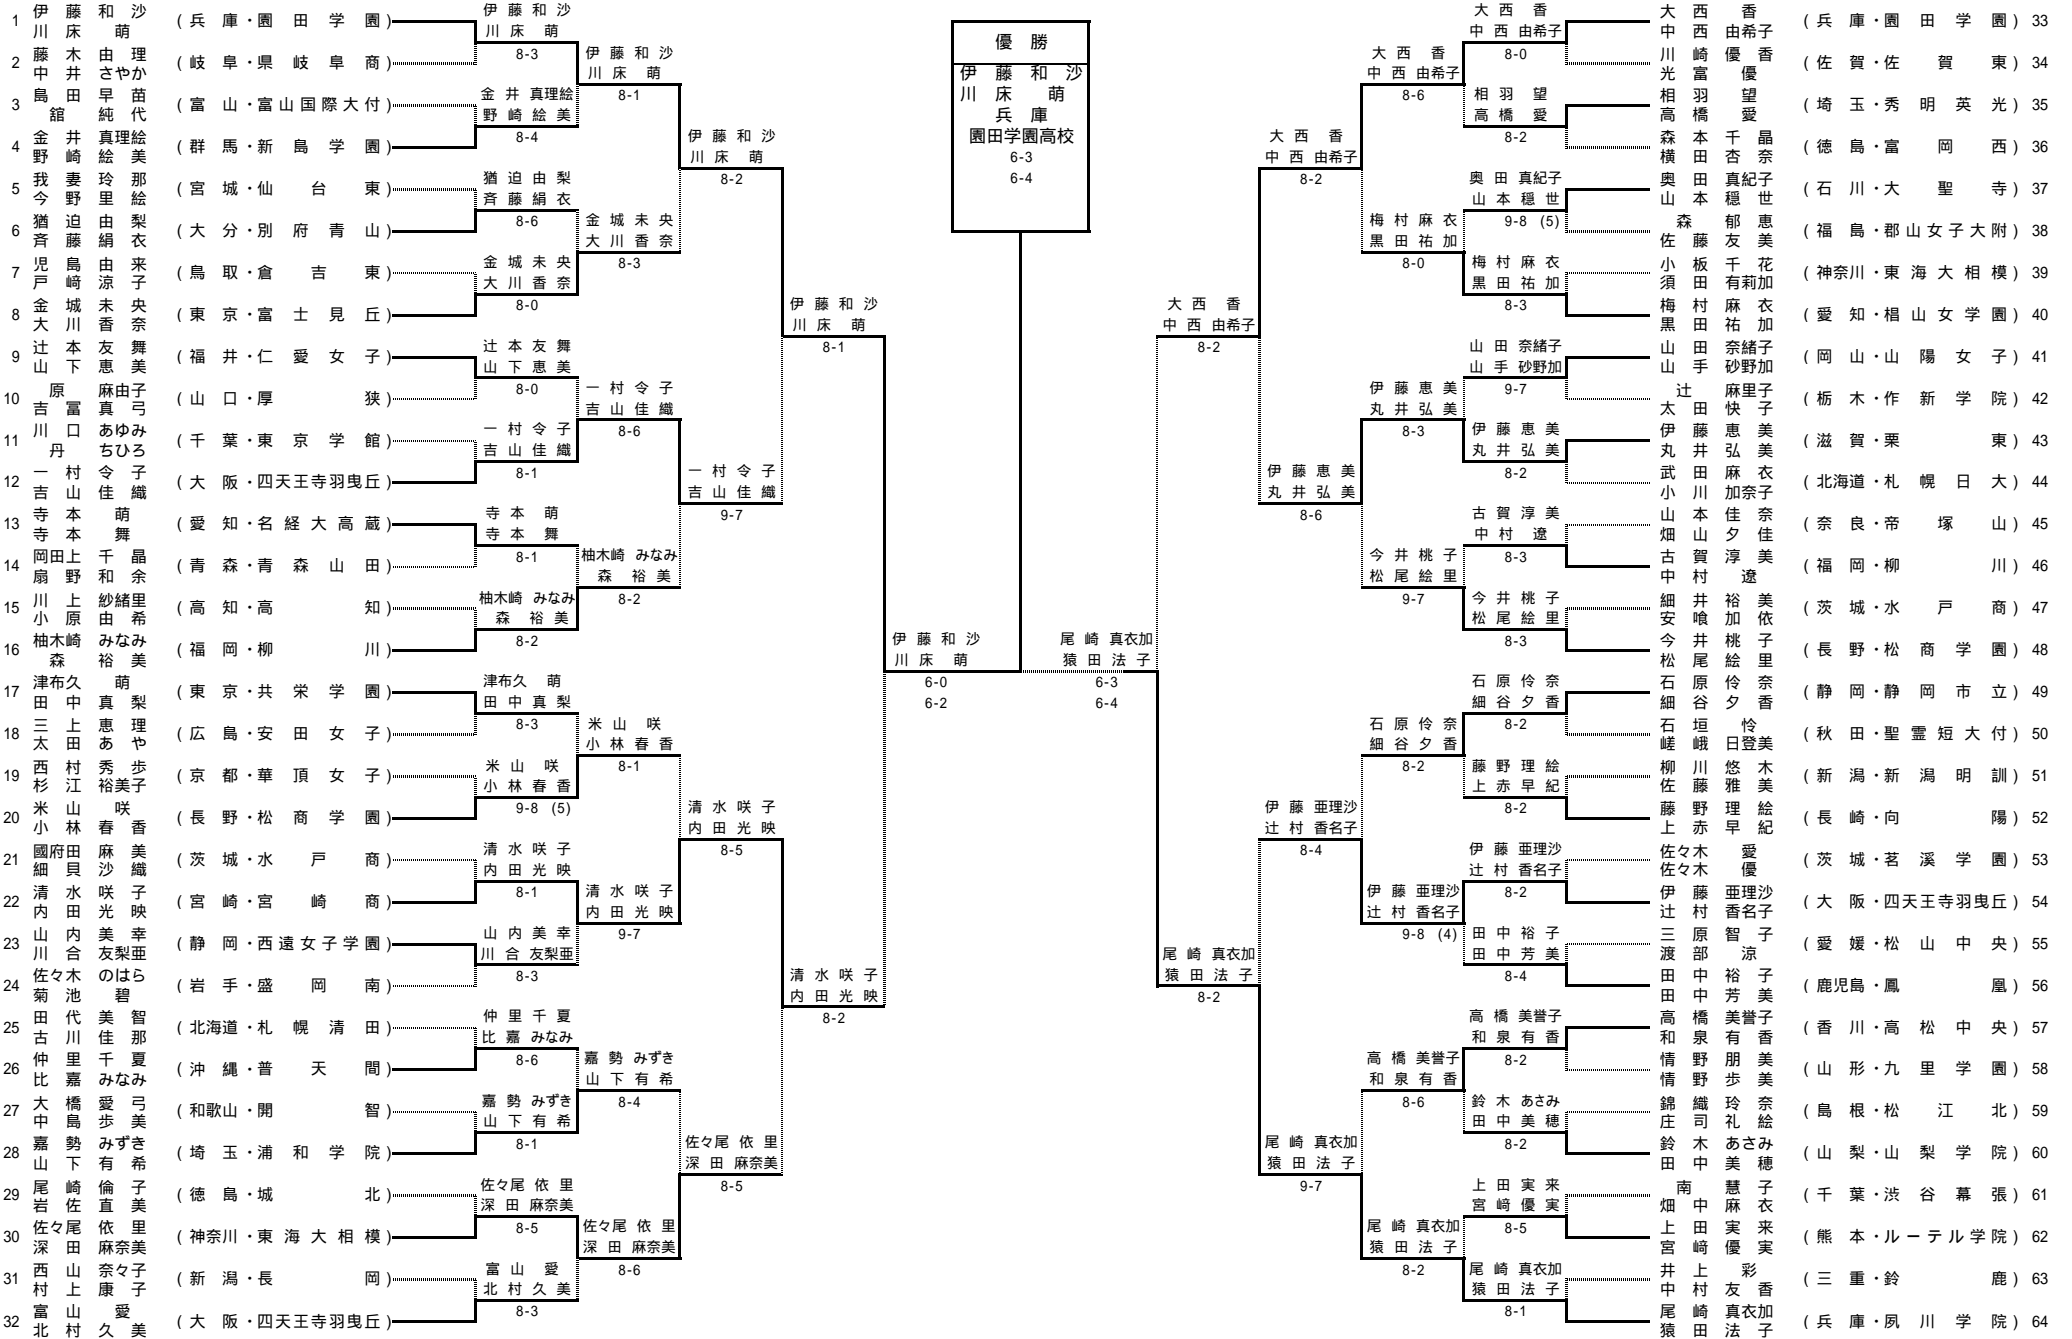 優 勝
伊 藤 和 沙
川 床 萌
兵 庫
園田学園高校
6-3
6-4
1 伊 藤 和 沙 川 床 萌 ( 兵 庫・園 田 学 園 )
2 藤 木 由 理 中 井 さやか ( 岐 阜・県 岐 阜 商 )
3 島 田 早 苗 舘 純 代 ( 富 山・富山国際大付 )
4 金 井 真理絵 野 崎 絵 美 ( 群 馬・新 島 学 園 )
5 我 妻 玲 那 今 野 里 絵 ( 宮 城・仙 台 東 )
6 猶 迫 由 梨 斉 藤 絹 衣 ( 大 分・別 府 青 山 )
7 児 島 由 来 戸 﨑 涼 子 ( 鳥 取・倉 吉 東 )
8 金 城 未 央 大 川 香 奈 ( 東 京・富 士 見 丘 )
9 辻 本 友 舞 山 下 恵 美 ( 福 井・仁 愛 女 子 )
10 原 麻由子 吉 冨 真 弓 ( 山 口・厚 狭 )
11 川 口 あゆみ 丹 ちひろ ( 千 葉・東 京 学 館 )
12 一 村 令 子 吉 山 佳 織 ( 大 阪・四天王寺羽曳丘 )
13 寺 本 萌 寺 本 舞 ( 愛 知・名 経 大 高 蔵 )
14 岡田上 千 晶 扇 野 和 余 ( 青 森・青 森 山 田 )
15 川 上 紗緒里 小 原 由 希 ( 高 知・高 知 )
16 柚木崎 みなみ 森 裕 美 ( 福 岡・柳 川 )
17 津布久 萌 田 中 真 梨 ( 東 京・共 栄 学 園 )
18 三 上 恵 理 太 田 あ や ( 広 島・安 田 女 子 )
19 西 村 秀 歩 杉 江 裕美子 ( 京 都・華 頂 女 子 )
20 米 山 咲 小 林 春 香 ( 長 野・松 商 学 園 )
21 國府田 麻 美 細 貝 沙 織 ( 茨 城・水 戸 商 )
22 清 水 咲 子 内 田 光 映 ( 宮 崎・宮 崎 商 )
23 山 内 美 幸 川 合 友梨亜 ( 静 岡・西遠女子学園 )
24 佐々木 のはら 菊 池 碧 ( 岩 手・盛 岡 南 )
25 田 代 美 智 古 川 佳 那 ( 北海道・札 幌 清 田 )
26 仲 里 千 夏 比 嘉 みなみ ( 沖 縄・普 天 間 )
27 大 橋 愛 弓 中 島 歩 美 ( 和歌山・開 智 )
28 嘉 勢 みずき 山 下 有 希 ( 埼 玉・浦 和 学 院 )
29 尾 崎 倫 子 岩 佐 直 美 ( 徳 島・城 北 )
30 佐々尾 依 里 深 田 麻奈美 ( 神奈川・東 海 大 相 模 )
31 西 山 奈々子 村 上 康 子 ( 新 潟・長 岡 )
32 富 山 愛 北 村 久 美 ( 大 阪・四天王寺羽曳丘 )
伊 藤 和 沙 川 床 萌 8-3
金 井 真理絵 野 崎 絵 美 8-4
猶 迫 由 梨 斉 藤 絹 衣 8-6
金 城 未 央 大 川 香 奈 8-0
辻 本 友 舞 山 下 恵 美 8-0
一 村 令 子 吉 山 佳 織 8-1
寺 本 萌 寺 本 舞 8-1
柚木崎 みなみ 森 裕 美 8-2
津布久 萌 田 中 真 梨 8-3
米 山 咲 小 林 春 香 9-8 (5)
清 水 咲 子 内 田 光 映 8-1
山 内 美 幸 川 合 友梨亜 8-3
仲 里 千 夏 比 嘉 みなみ 8-6
嘉 勢 みずき 山 下 有 希 8-1
佐々尾 依 里 深 田 麻奈美 8-5
富 山 愛 北 村 久 美 8-3
伊 藤 和 沙 川 床 萌 8-1
金 城 未 央 大 川 香 奈 8-3
一 村 令 子 吉 山 佳 織 8-6
柚木崎 みなみ 森 裕 美 8-2
米 山 咲 小 林 春 香 8-1
清 水 咲 子 内 田 光 映 9-7
嘉 勢 みずき 山 下 有 希 8-4
佐々尾 依 里 深 田 麻奈美 8-6
伊 藤 和 沙 川 床 萌 8-2
一 村 令 子 吉 山 佳 織 9-7
清 水 咲 子 内 田 光 映 8-5
佐々尾 依 里 深 田 麻奈美 8-5
伊 藤 和 沙 川 床 萌 8-1
清 水 咲 子 内 田 光 映 8-2
伊 藤 和 沙 川 床 萌 6-0 6-2
尾 崎 真衣加 猿 田 法 子 6-3 6-4
大 西 香 中 西 由希子 8-2
尾 崎 真衣加 猿 田 法 子 8-2
大 西 香 中 西 由希子 8-2
伊 藤 恵 美 丸 井 弘 美 8-6
伊 藤 亜理沙 辻 村 香名子 8-4
尾 崎 真衣加 猿 田 法 子 9-7
大 西 香 中 西 由希子 8-6
梅 村 麻 衣 黒 田 祐 加 8-0
伊 藤 恵 美 丸 井 弘 美 8-3
今 井 桃 子 松 尾 絵 里 9-7
石 原 伶 奈 細 谷 夕 香 8-2
伊 藤 亜理沙 辻 村 香名子 9-8 (4)
高 橋 美誉子 和 泉 有 香 8-6
尾 崎 真衣加 猿 田 法 子 8-2
大 西 香 中 西 由希子 8-0
相 羽 望 高 橋 愛 8-2
奥 田 真紀子 山 本 穏 世 9-8 (5)
梅 村 麻 衣 黒 田 祐 加 8-3
山 田 奈緒子 山 手 砂野加 9-7
伊 藤 恵 美 丸 井 弘 美 8-2
古 賀 淳 美 中 村 遼 8-3
今 井 桃 子 松 尾 絵 里 8-3
石 原 伶 奈 細 谷 夕 香 8-2
藤 野 理 絵 上 赤 早 紀 8-2
伊 藤 亜理沙 辻 村 香名子 8-2
田 中 裕 子 田 中 芳 美 8-4
高 橋 美誉子 和 泉 有 香 8-2
鈴 木 あさみ 田 中 美 穂 8-2
上 田 実 来 宮 﨑 優 実 8-5
尾 崎 真衣加 猿 田 法 子 8-1
大 西 香 中 西 由希子 ( 兵 庫・園 田 学 園 ) 33
川 崎 優 香 光 富 優 ( 佐 賀・佐 賀 東 ) 34
相 羽 望 高 橋 愛 ( 埼 玉・秀 明 英 光 ) 35
森 本 千 晶 横 田 杏 奈 ( 徳 島・富 岡 西 ) 36
奥 田 真紀子 山 本 穏 世 ( 石 川・大 聖 寺 ) 37
森 郁 恵 佐 藤 友 美 ( 福 島・郡山女子大附 ) 38
小 板 千 花 須 田 有莉加 ( 神奈川・東 海 大 相 模 ) 39
梅 村 麻 衣 黒 田 祐 加 ( 愛 知・椙 山 女 学 園 ) 40
山 田 奈緒子 山 手 砂野加 ( 岡 山・山 陽 女 子 ) 41
辻 麻里子 太 田 快 子 ( 栃 木・作 新 学 院 ) 42
伊 藤 恵 美 丸 井 弘 美 ( 滋 賀・栗 東 ) 43
武 田 麻 衣 小 川 加奈子 ( 北海道・札 幌 日 大 ) 44
山 本 佳 奈 畑 山 夕 佳 ( 奈 良・帝 塚 山 ) 45
古 賀 淳 美 中 村 遼 ( 福 岡・柳 川 ) 46
細 井 裕 美 安 喰 加 依 ( 茨 城・水 戸 商 ) 47
今 井 桃 子 松 尾 絵 里 ( 長 野・松 商 学 園 ) 48
石 原 伶 奈 細 谷 夕 香 ( 静 岡・静 岡 市 立 ) 49
石 垣 怜 嵯 峨 日登美 ( 秋 田・聖 霊 短 大 付 ) 50
柳 川 悠 木 佐 藤 雅 美 ( 新 潟・新 潟 明 訓 ) 51
藤 野 理 絵 上 赤 早 紀 ( 長 崎・向 陽 ) 52
佐々木 愛 佐々木 優 ( 茨 城・茗 溪 学 園 ) 53
伊 藤 亜理沙 辻 村 香名子 ( 大 阪・四天王寺羽曳丘 ) 54
三 原 智 子 渡 部 涼 ( 愛 媛・松 山 中 央 ) 55
田 中 裕 子 田 中 芳 美 ( 鹿児島・鳳 凰 ) 56
高 橋 美誉子 和 泉 有 香 ( 香 川・高 松 中 央 ) 57
情 野 朋 美 情 野 歩 美 ( 山 形・九 里 学 園 ) 58
錦 織 玲 奈 庄 司 礼 絵 ( 島 根・松 江 北 ) 59
鈴 木 あさみ 田 中 美 穂 ( 山 梨・山 梨 学 院 ) 60
南 慧 子 畑 中 麻 衣 ( 千 葉・渋 谷 幕 張 ) 61
上 田 実 来 宮 﨑 優 実 ( 熊 本・ルーテル学院 ) 62
井 上 彩 中 村 友 香 ( 三 重・鈴 鹿 ) 63
尾 崎 真衣加 猿 田 法 子 ( 兵 庫・夙 川 学 院 ) 64